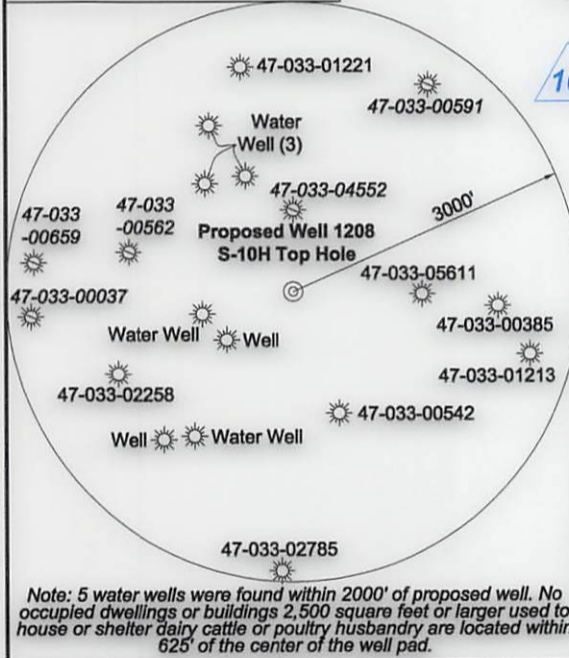 47-033-01221
47-033-00591
Water
Well (3)
47-033-04552
47-033
-00659
47-033
-00562
3000'
Proposed Well 1208
S-10H Top Hole
47-033-05611
47-033-00037
47-033-00385
Water Well
Well
47-033-01213
47-033-02258
47-033-00542
Well
Water Well
47-033-02785
Note: 5 water wells were found within 2000' of proposed well. No
occupied dwellings or buildings 2,500 square feet or larger used to
house or shelter dairy cattle or poultry husbandry are located within
625' of the center of the well pad.